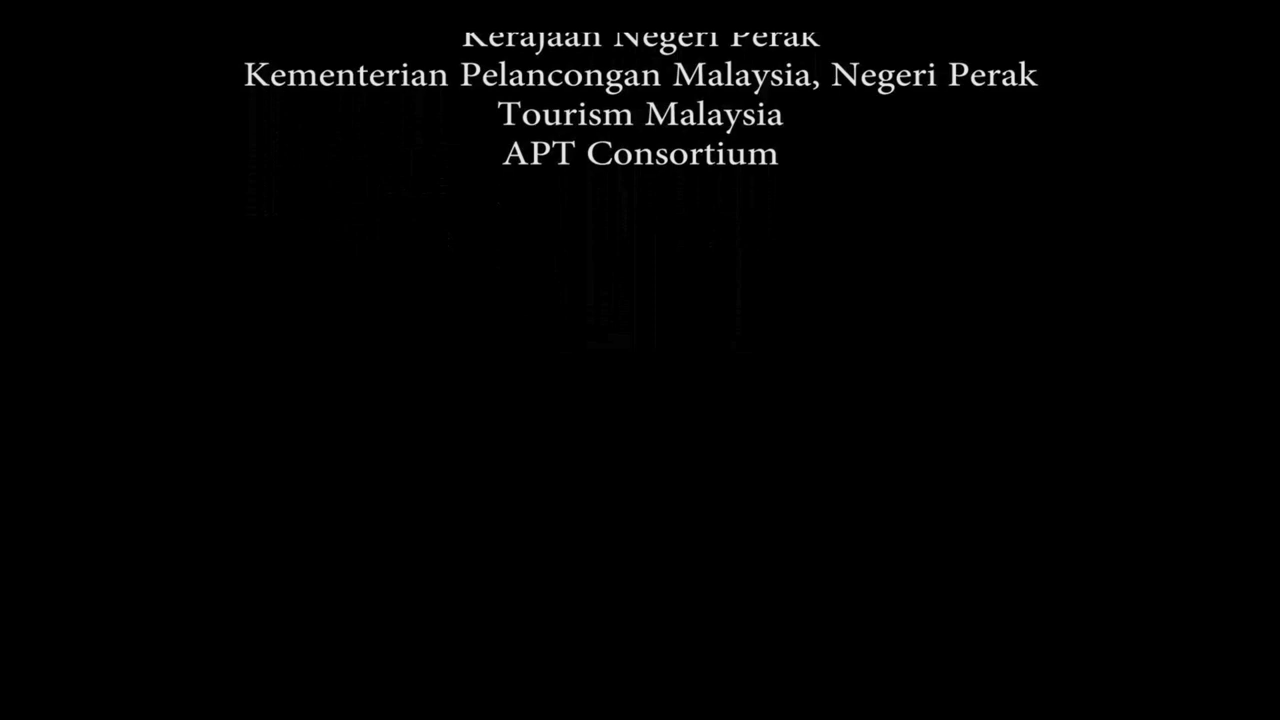 Kerajaan Negeri Perak
Kementerian Pelancongan Malaysia, Negeri Perak
Tourism Malaysia
APT Consortium